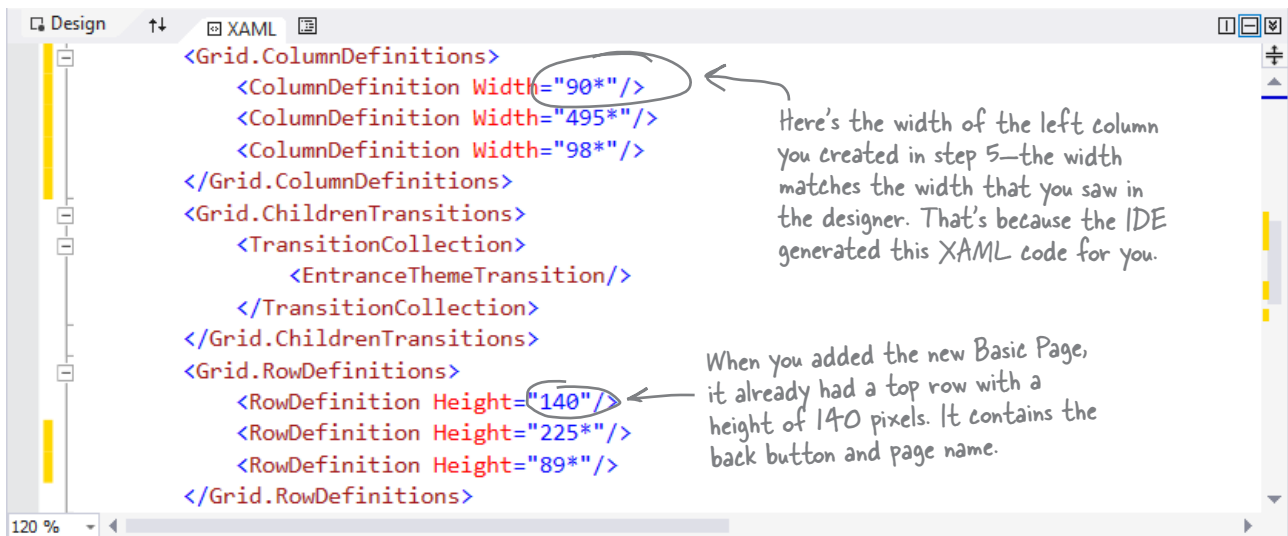 Design XAML
<Grid.ColumnDefinitions>
<ColumnDefinition Width="90*"/>
<ColumnDefinition Width="495*"/>
<ColumnDefinition Width="98*"/>
</Grid.ColumnDefinitions>
<Grid.ChildrenTransitions>
<TransitionCollection>
<EntranceThemeTransition/>
</TransitionCollection>
</Grid.ChildrenTransitions>
<Grid.RowDefinitions>
<RowDefinition Height="140"/>
<RowDefinition Height="225*"/>
<RowDefinition Height="89*"/>
</Grid.RowDefinitions>
Here's the width of the left column
you created in step 5—the width
matches the width that you saw in
the designer. That's because the IDE
generated this XAML code for you.
When you added the new Basic Page,
it already had a top row with a
height of 140 pixels. It contains the
back button and page name.
120 %